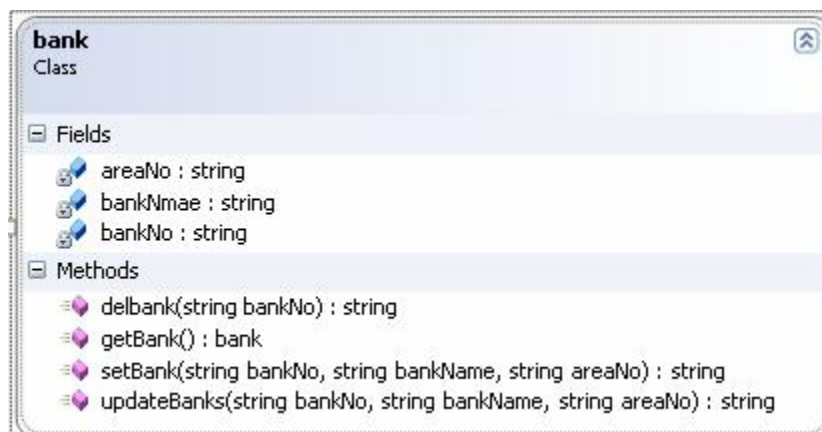 bank
Class
Fields
areaNo : string
bankNmae : string
bankNo : string
Methods
delbank(string bankNo) : string
getBank() : bank
setBank(string bankNo, string bankName, string areaNo) : string
updateBanks(string bankNo, string bankName, string areaNo) : string